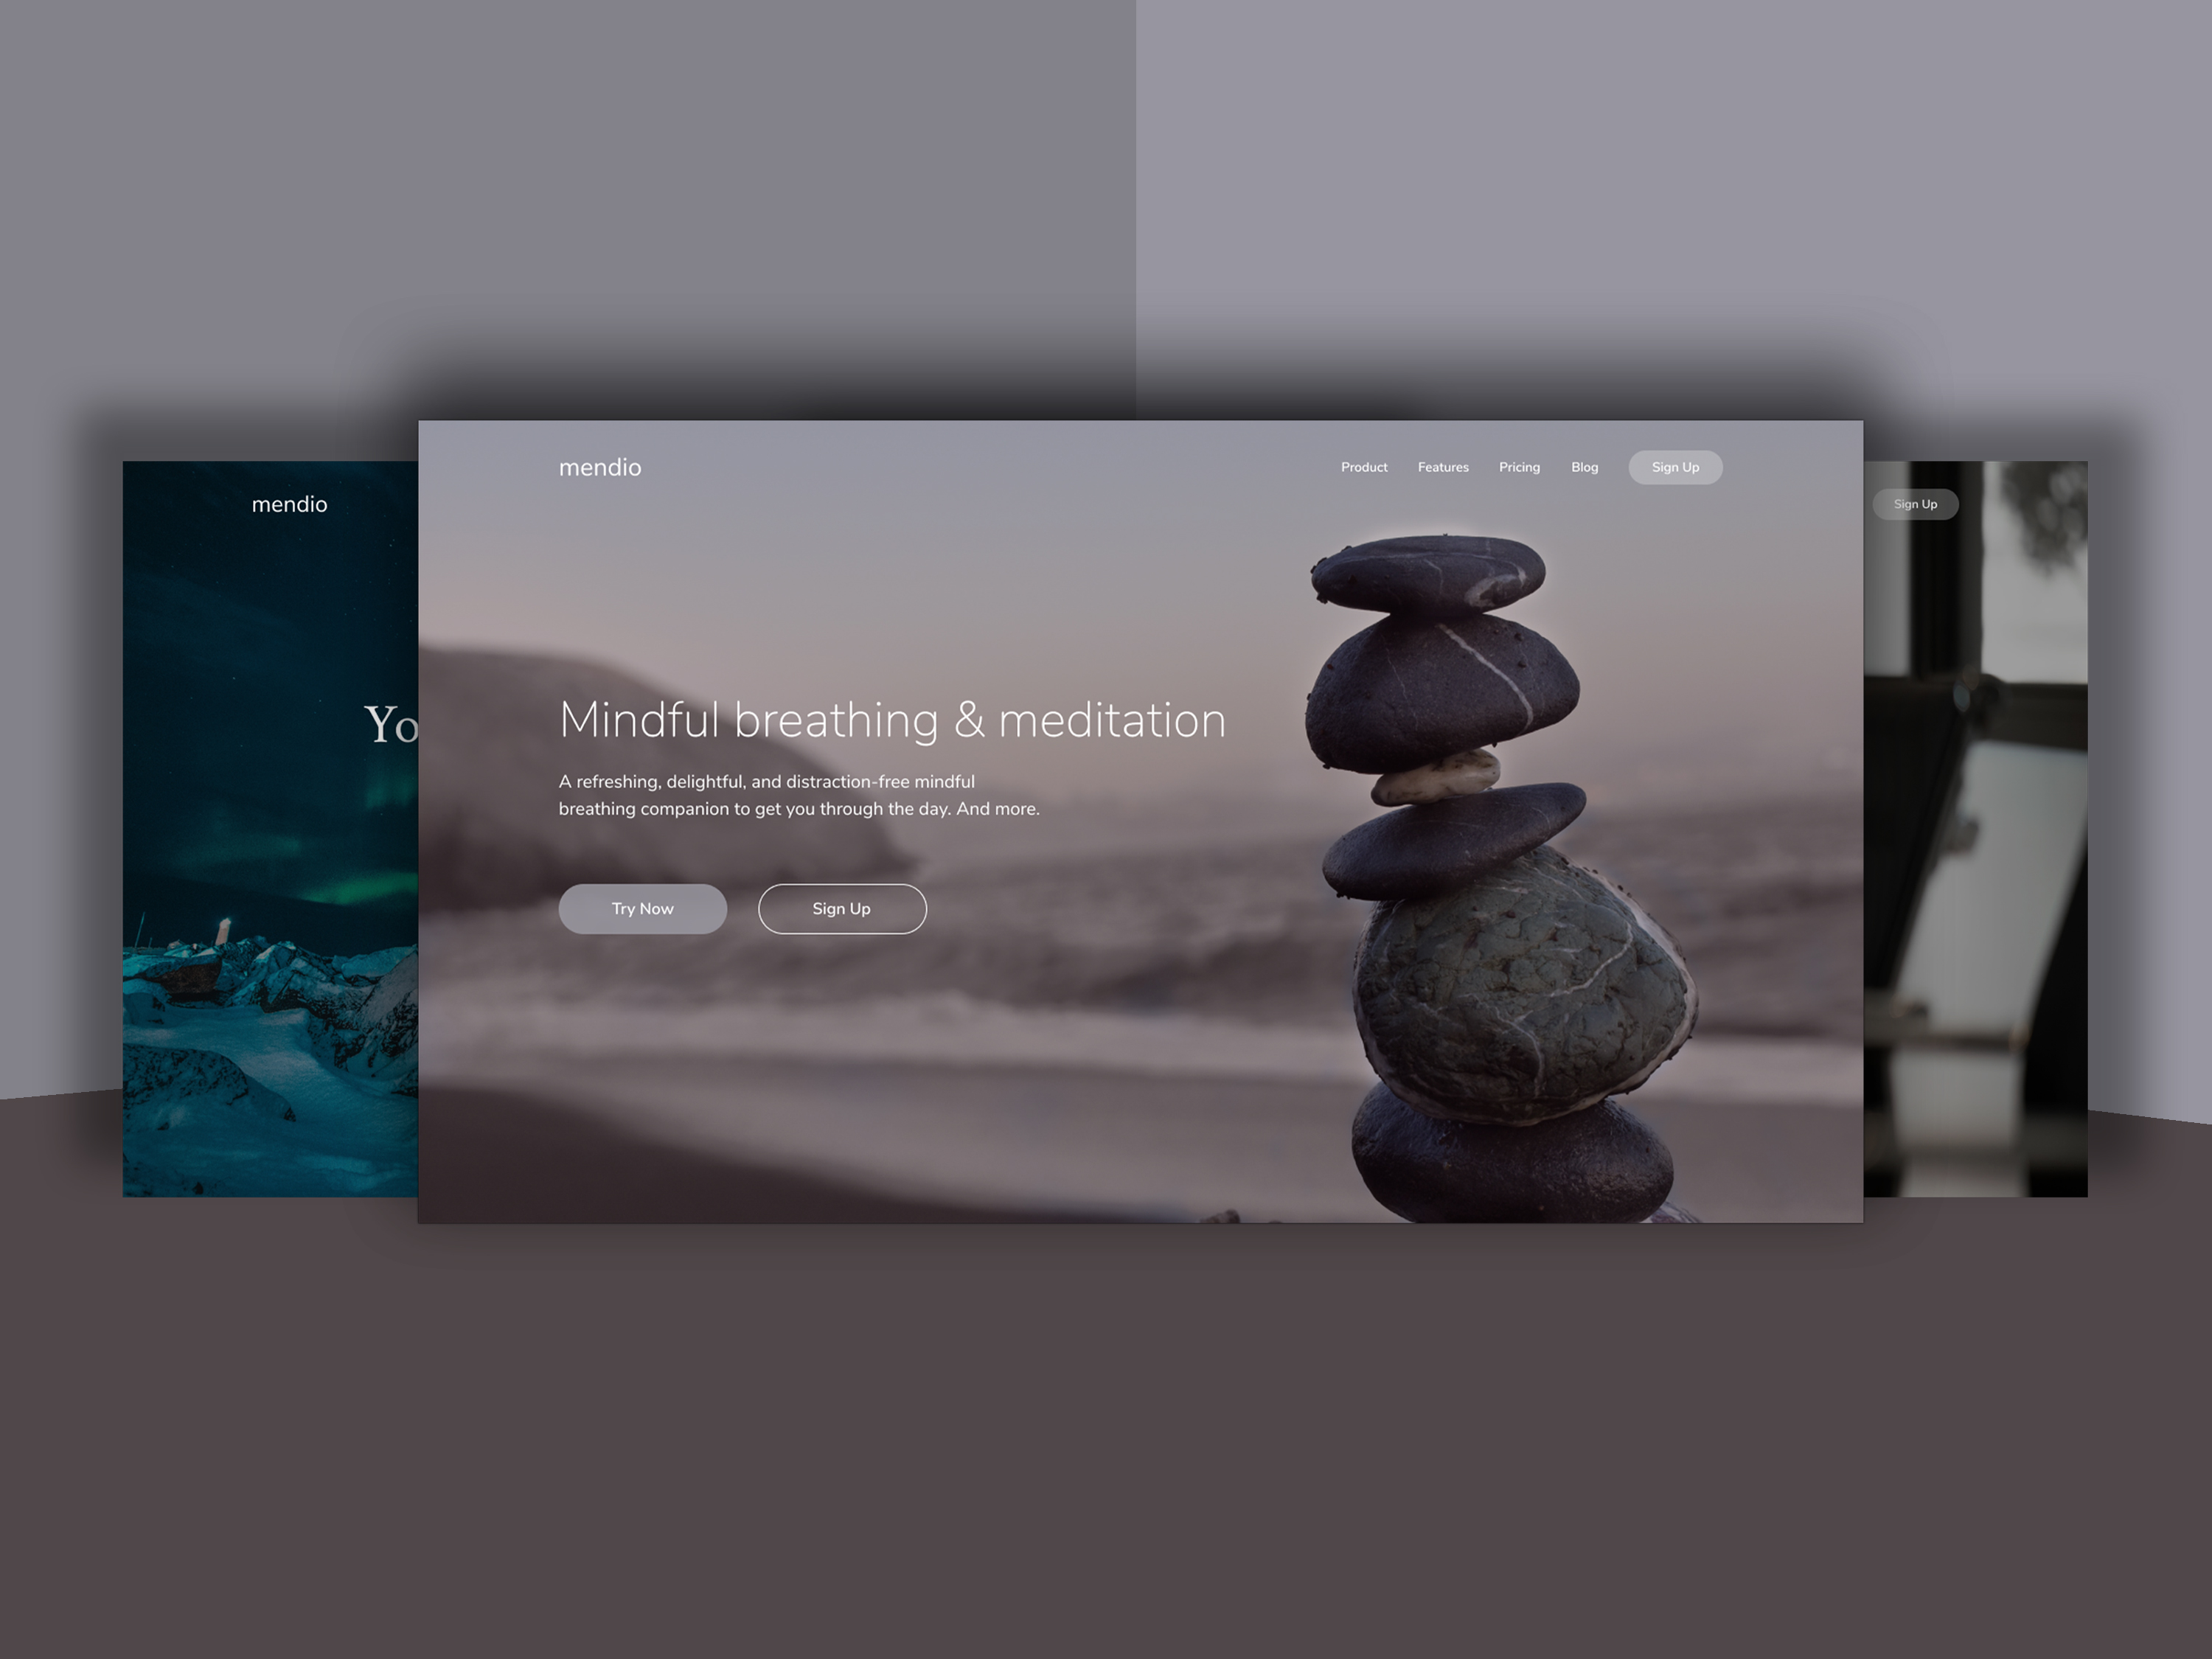 mendio
Product Features Pricing Blog Sign Up
Mindful breathing & meditation
A refreshing, delightful, and distraction-free mindful
breathing companion to get you through the day. And more.
Try Now Sign Up
mendio
Yo
Sign Up